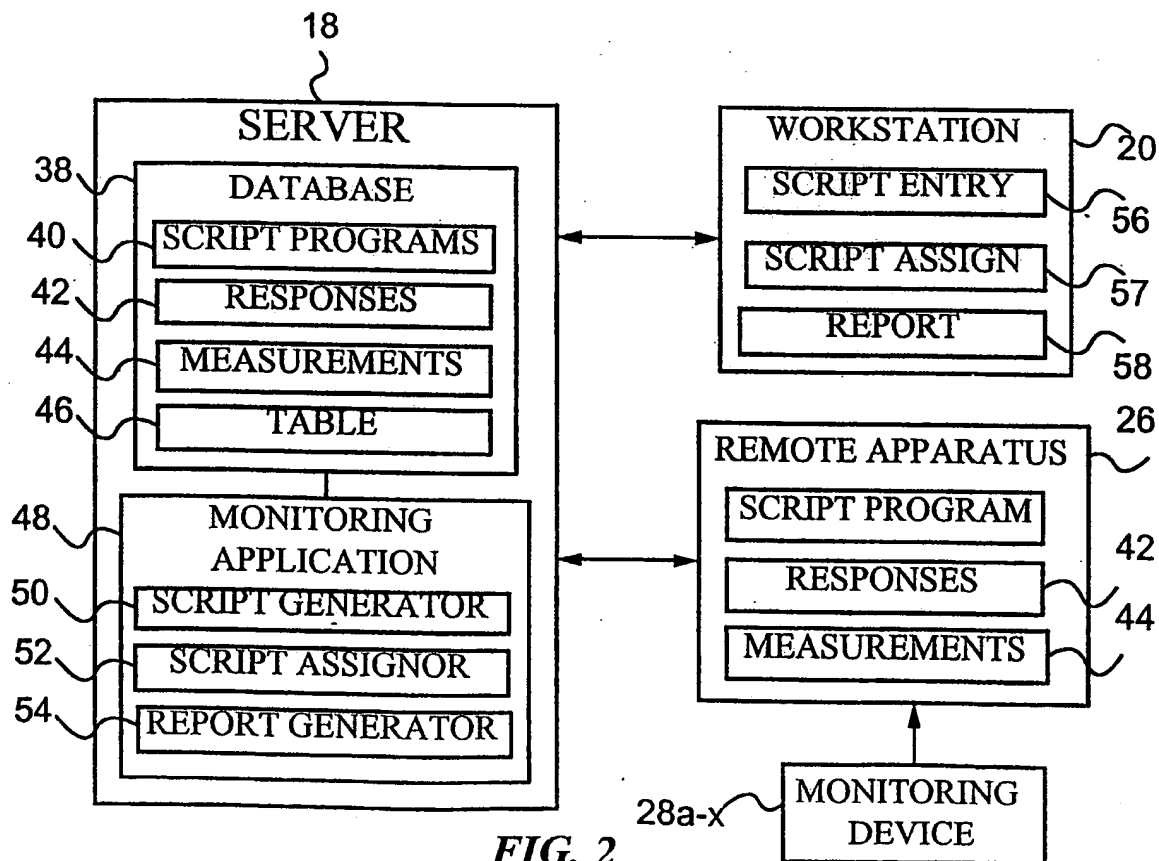 18
SERVER
38
DATABASE
40
SCRIPT PROGRAMS
42
RESPONSES
44
MEASUREMENTS
46
TABLE
48
MONITORING
APPLICATION
50
SCRIPT GENERATOR
52
SCRIPT ASSIGNOR
54
REPORT GENERATOR
WORKSTATION
20
SCRIPT ENTRY
56
SCRIPT ASSIGN
57
REPORT
58
26
REMOTE APPARATUS
SCRIPT PROGRAM
42
RESPONSES
44
MEASUREMENTS
28a-x
MONITORING
DEVICE
FIG. 2